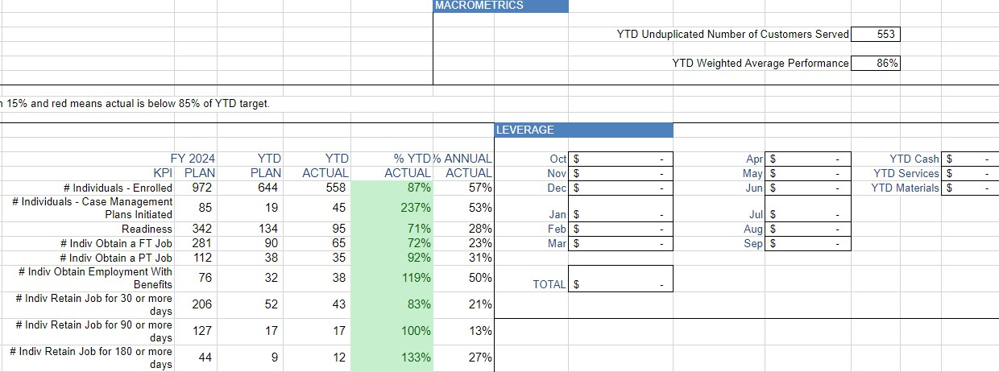 MACROMETRICS
YTD Unduplicated Number of Customers Served 553
YTD Weighted Average Performance 86%
15% and red means actual is below 85% of YTD target.
LEVERAGE
FY 2024 YTD YTD % YTD % ANNUAL
KPI PLAN PLAN ACTUAL ACTUAL ACTUAL
Oct $ - Apr $ - YTD Cash $ -
Nov $ - May $ - YTD Services $ -
# Individuals - Enrolled 972 644 558 87% 57% Dec $ - Jun $ - YTD Materials $ -
# Individuals - Case Management
Plans Initiated 85 19 45 237% 53% Jan $ - Jul $ -
Readiness 342 134 95 71% 28% Feb $ - Aug $ -
# Indiv Obtain a FT Job 281 90 65 72% 23% Mar $ - Sep $ -
# Indiv Obtain a PT Job 112 38 35 92% 31%
# Indiv Obtain Employment With
Benefits 76 32 38 119% 50% TOTAL $ -
# Indiv Retain Job for 30 or more
days 206 52 43 83% 21%
# Indiv Retain Job for 90 or more
days 127 17 17 100% 13%
# Indiv Retain Job for 180 or more
days 44 9 12 133% 27%